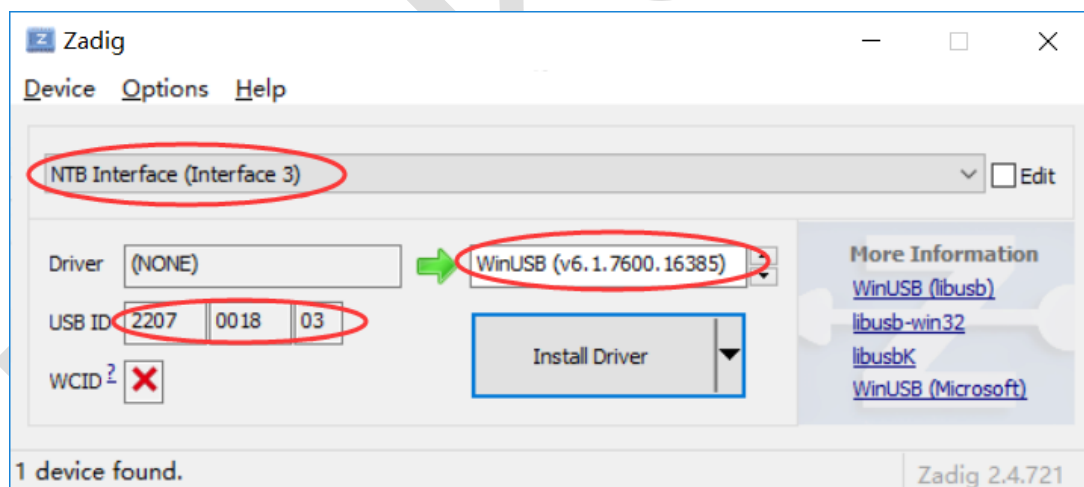 Zadig
Device Options Help
NTB Interface (Interface 3)
Edit
Driver (NONE) WinUSB (v6.1.7600.16385)
USB ID 2207 0018 03
WCID ?
Install Driver
More Information
WinUSB (libusb)
libusb-win32
libusbK
WinUSB (Microsoft)
1 device found.
Zadig 2.4.721